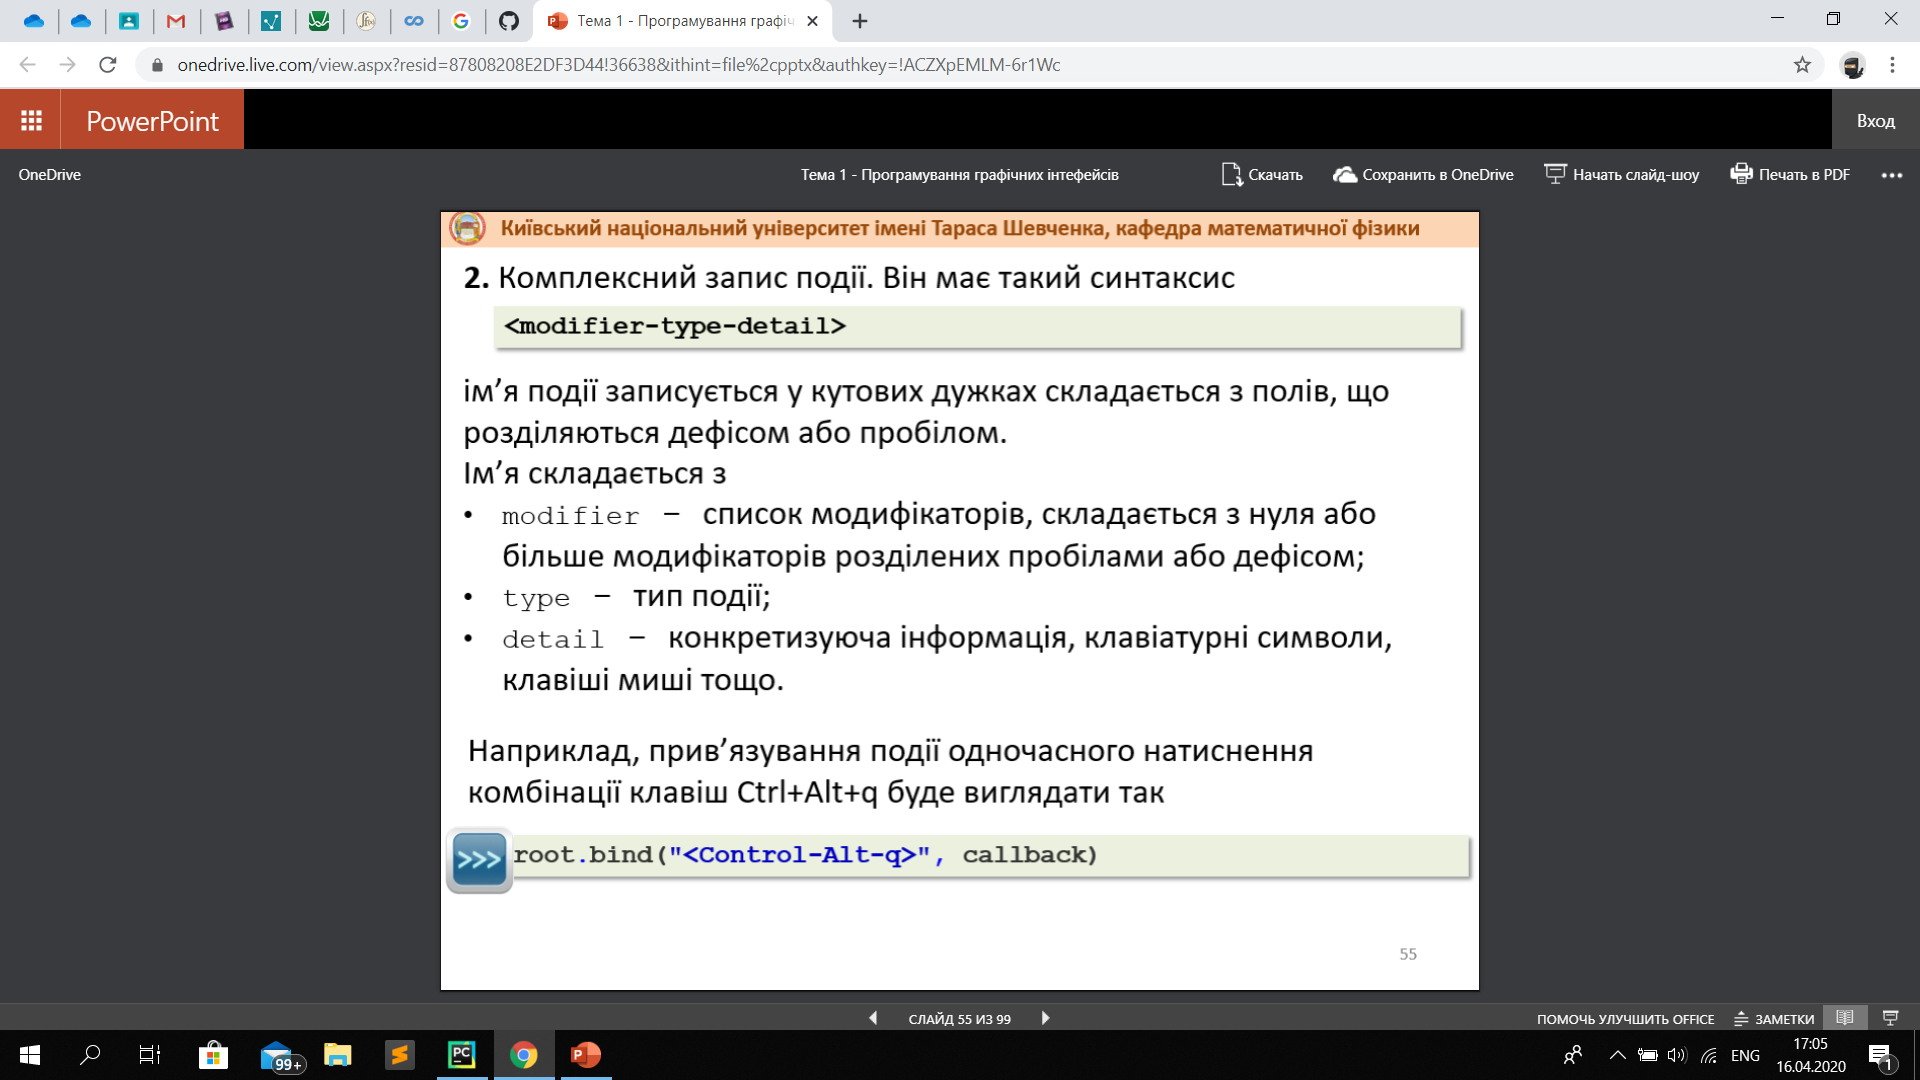 Тема 1 - Програмування графіч
onedrive.live.com/view.aspx?resid=87808208E2DF3D44!36638&ithint=file%2cpptx&authkey=!ACZXpEMLM-6r1Wc
PowerPoint
Вход
OneDrive
Тема 1 - Програмування графічних інтефейсів
Скачать
Сохранить в OneDrive
Начать слайд-шоу
Печать в PDF
Київський національний університет імені Тараса Шевченка, кафедра математичної фізики
2. Комплексний запис події. Він має такий синтаксис
<modifier-type-detail>
ім’я події записується у кутових дужках складається з полів, що
розділяються дефісом або пробілом.
Ім’я складається з
• modifier – список модифікаторів, складається з нуля або
більше модифікаторів розділених пробілами або дефісом;
• type – тип події;
• detail – конкретизуюча інформація, клавіатурні символи,
клавіші миші тощо.
Наприклад, прив’язування події одночасного натиснення
комбінації клавіш Ctrl+Alt+q буде виглядати так
>>> root.bind("<Control-Alt-q>", callback)
55
СЛАЙД 55 ИЗ 99
ПОМОЧЬ УЛУЧШИТЬ OFFICE
ЗАМЕТКИ
99+
PC
ENG
17:05
16.04.2020
1